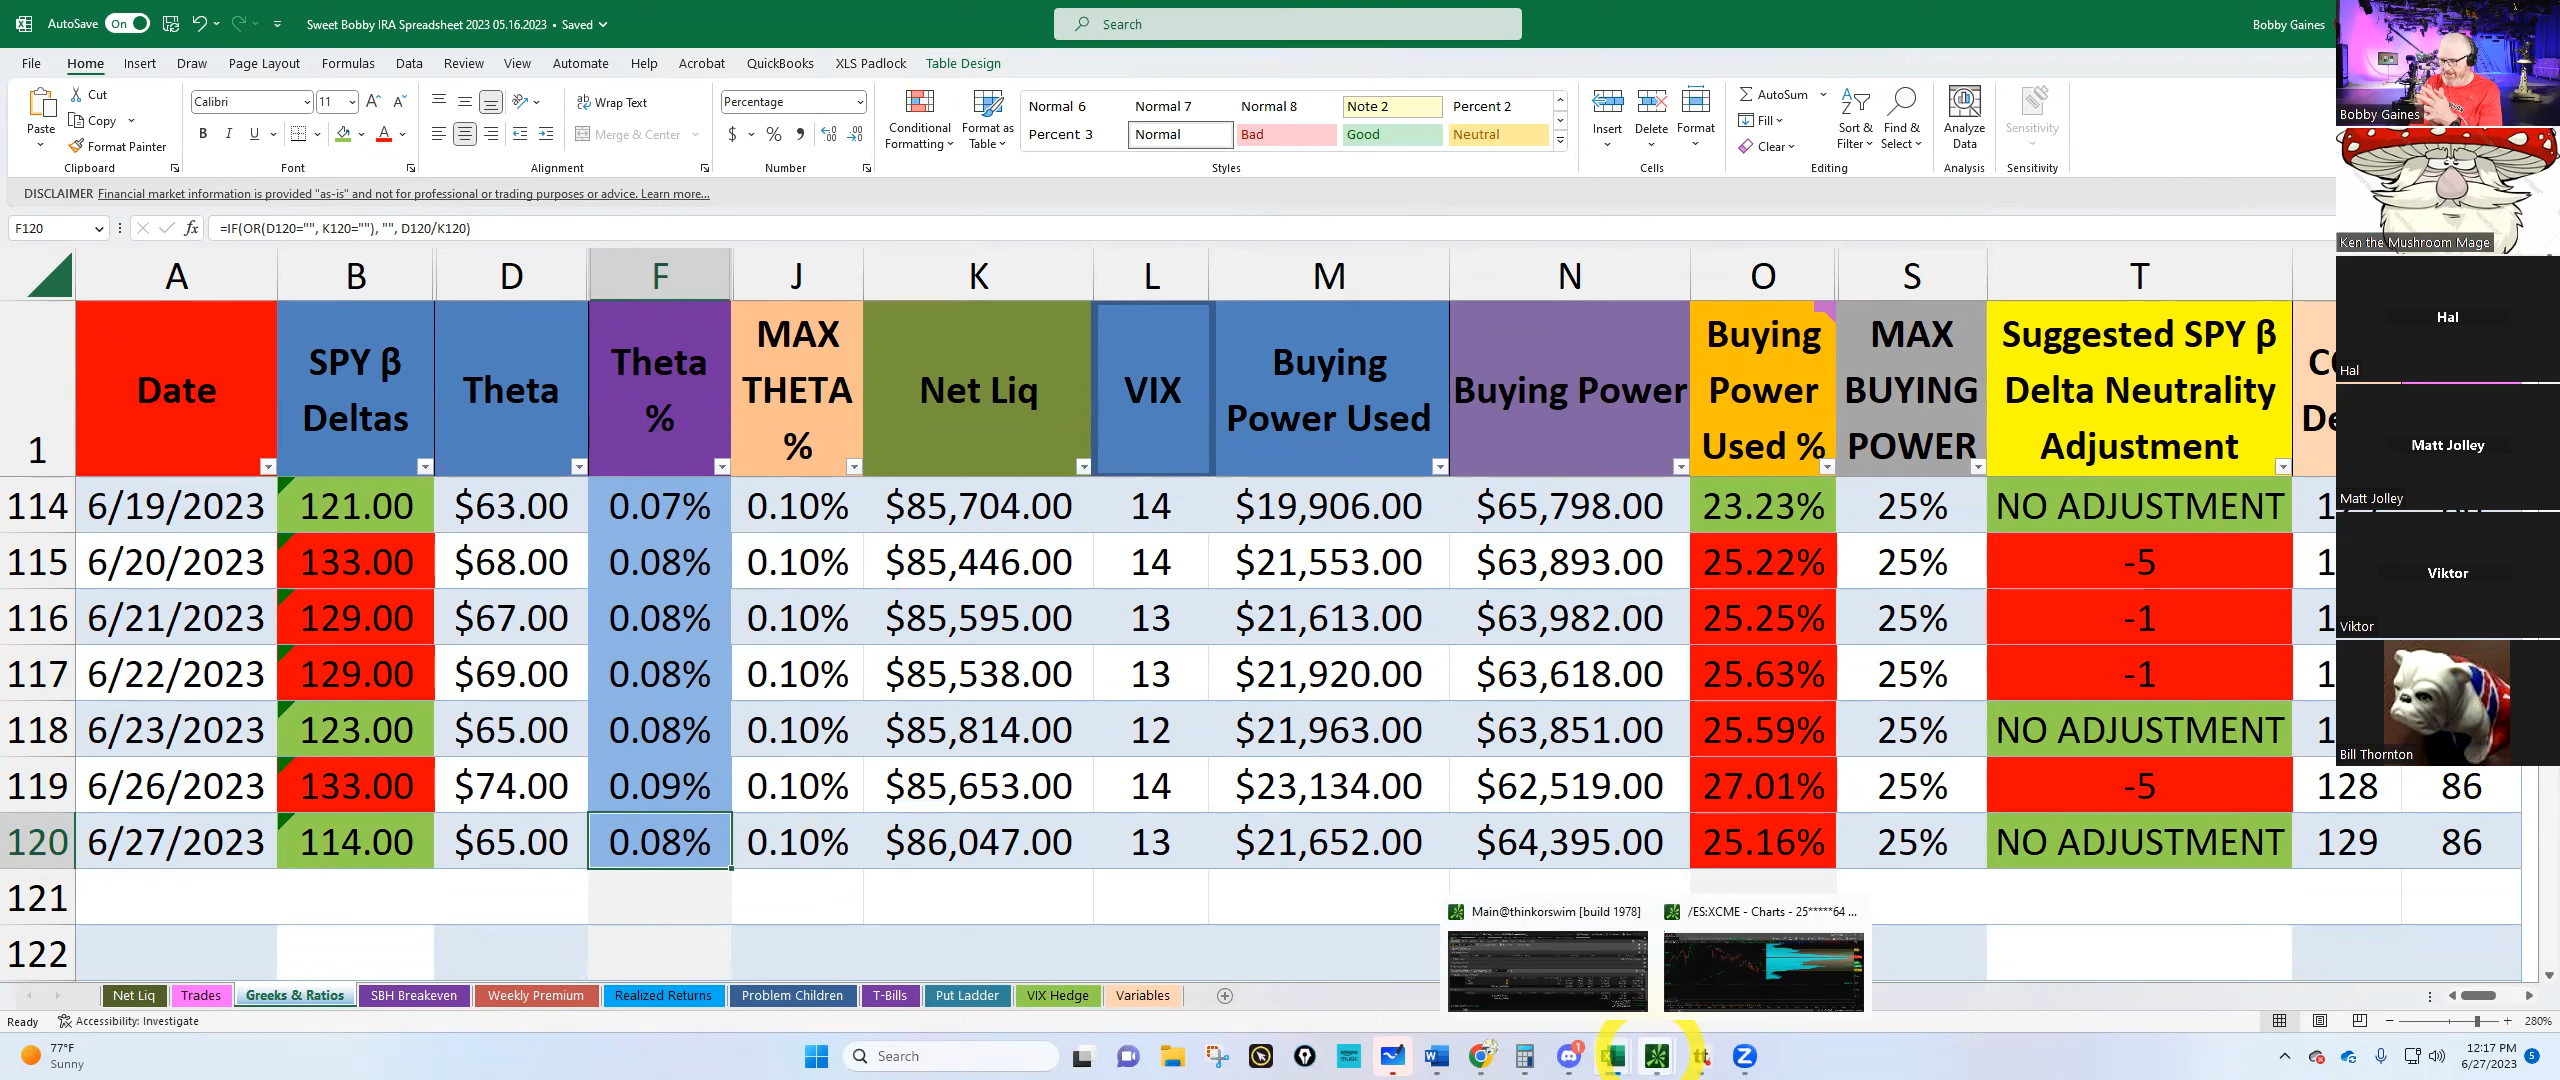 AutoSave On Sweet Bobby IRA Spreadsheet 2023 05.16.2023 • Saved Search Bobby Gaines
File Home Insert Draw Page Layout Formulas Data Review View Automate Help Acrobat QuickBooks XLS Padlock Table Design
Paste Cut Copy Format Painter Clipboard
Calibri 11 B I U A Font
Wrap Text Merge & Center Alignment
Percentage $ % Number
Conditional Formatting Format as Table
Normal 6 Normal 7 Normal 8 Note 2 Percent 2
Percent 3 Normal Bad Good Neutral
Styles
Insert Delete Format Cells
AutoSum Fill Clear Sort & Filter Find & Select Editing
Analyze Data Analysis
Sensitivity Sensitivity
DISCLAIMER Financial market information is provided "as-is" and not for professional or trading purposes or advice. Learn more...
F120 fx =IF(OR(D120="", K120=""), "", D120/K120)
A B D F J K L M N O S T
1 Date SPY β Deltas Theta Theta % MAX THETA % Net Liq VIX Buying Power Used Buying Power Buying Power Used % MAX BUYING POWER Suggested SPY β Delta Neutrality Adjustment
114 6/19/2023 121.00 $63.00 0.07% 0.10% $85,704.00 14 $19,906.00 $65,798.00 23.23% 25% NO ADJUSTMENT
115 6/20/2023 133.00 $68.00 0.08% 0.10% $85,446.00 14 $21,553.00 $63,893.00 25.22% 25% -5
116 6/21/2023 129.00 $67.00 0.08% 0.10% $85,595.00 13 $21,613.00 $63,982.00 25.25% 25% -1
117 6/22/2023 129.00 $69.00 0.08% 0.10% $85,538.00 13 $21,920.00 $63,618.00 25.63% 25% -1
118 6/23/2023 123.00 $65.00 0.08% 0.10% $85,814.00 12 $21,963.00 $63,851.00 25.59% 25% NO ADJUSTMENT
119 6/26/2023 133.00 $74.00 0.09% 0.10% $85,653.00 14 $23,134.00 $62,519.00 27.01% 25% -5 128 86
120 6/27/2023 114.00 $65.00 0.08% 0.10% $86,047.00 13 $21,652.00 $64,395.00 25.16% 25% NO ADJUSTMENT 129 86
121
122
Bobby Gaines
Ken the Mushroom Mage
Hal
Hal
Matt Jolley
Matt Jolley
Viktor
Viktor
Bill Thornton
Main@thinkorswim [build 1978] /ES:XCME - Charts - 25*****64 ...
Net Liq Trades Greeks & Ratios SBH Breakeven Weekly Premium Realized Returns Problem Children T-Bills Put Ladder VIX Hedge Variables
Ready Accessibility: Investigate 280%
77°F
Sunny
Search
12:17 PM
6/27/2023